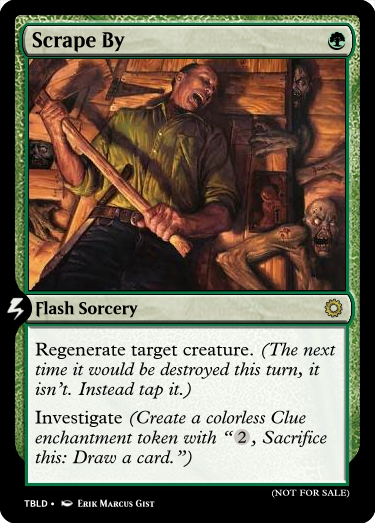 Scrape By
Flash Sorcery
Regenerate target creature. (The next
time it would be destroyed this turn, it
isn't. Instead tap it.)
Investigate (Create a colorless Clue
enchantment token with “2, Sacrifice
this: Draw a card.”)
(NOT FOR SALE)
TBLD • Erik Marcus Gist